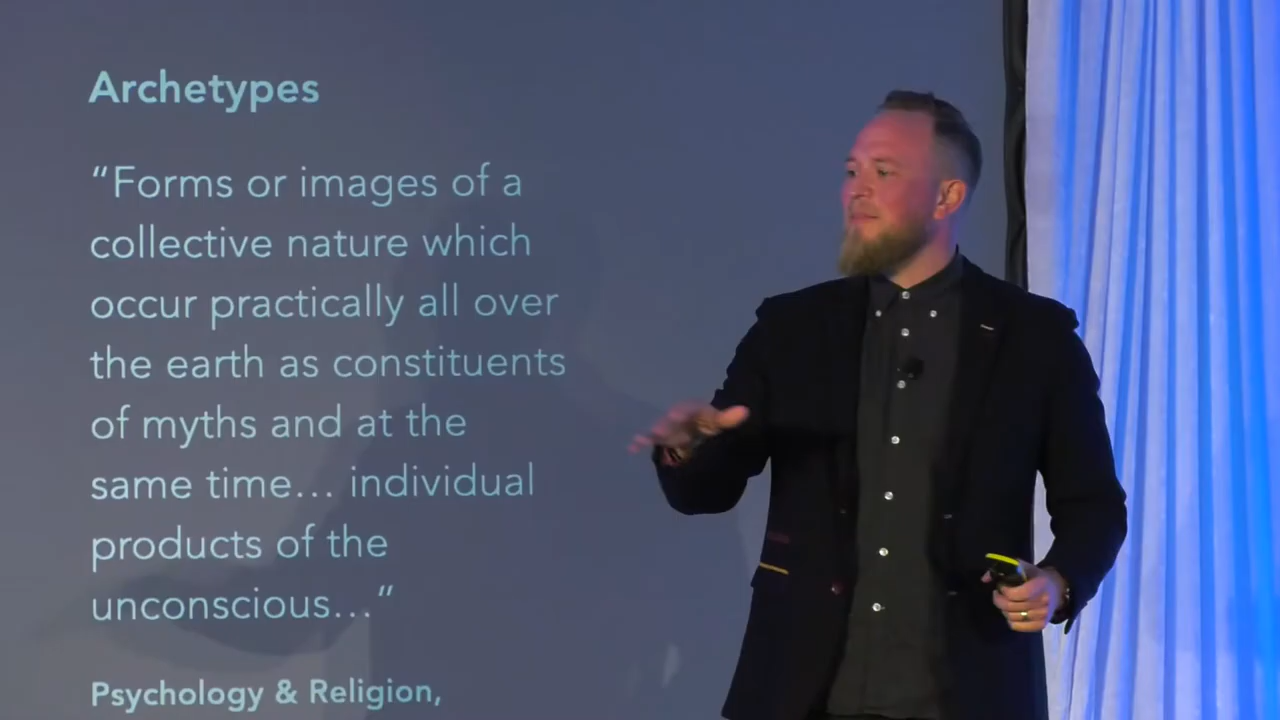 Archetypes
“Forms or images of a
collective nature which
occur practically all over
the earth as constituents
of myths and at the
same time… individual
products of the
unconscious…”
Psychology & Religion,